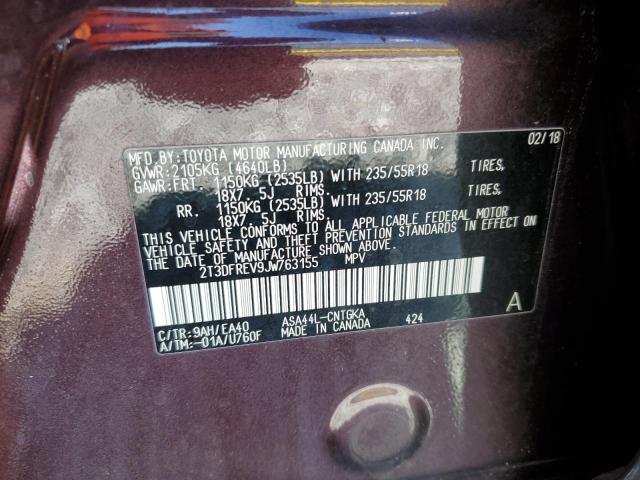 MFD.BY:TOYOTA MOTOR MANUFACTURING CANADA INC. 02/18
GVWR:2105KG (4640LB)
GAWR:FRT. 1150KG (2535LB) WITH 235/55R18 TIRES,
18X7.5J RIMS.
RR. 1150KG (2535LB) WITH 235/55R18 TIRES,
18X7.5J RIMS.
THIS VEHICLE CONFORMS TO ALL APPLICABLE FEDERAL MOTOR
VEHICLE SAFETY AND THEFT PREVENTION STANDARDS IN EFFECT ON
THE DATE OF MANUFACTURE SHOWN ABOVE.
2T3DFREV9JW763155 MPV
A
C/TR:9AH/EA40 ASA44L-CNTGKA
A/TM:-01A/U760F MADE IN CANADA 424